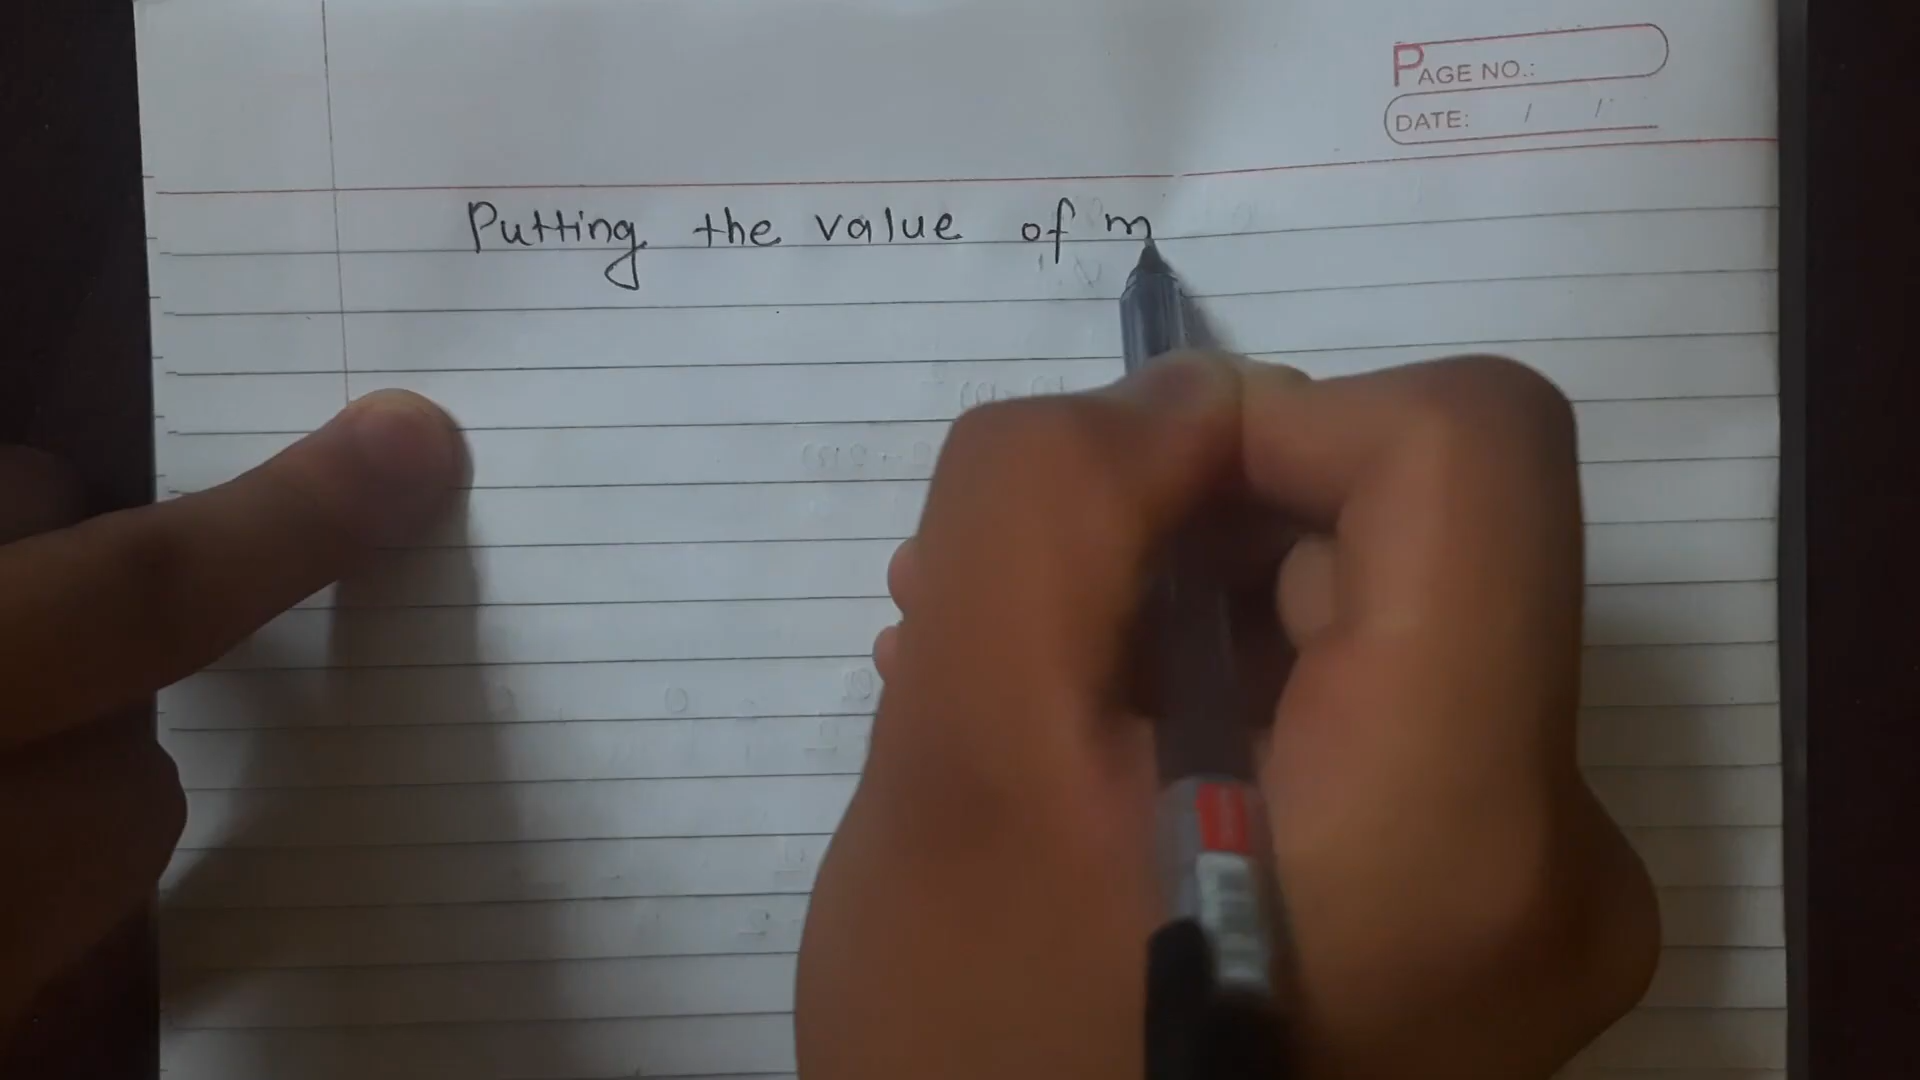 PAGE NO.:
DATE: / /
Putting the value of m